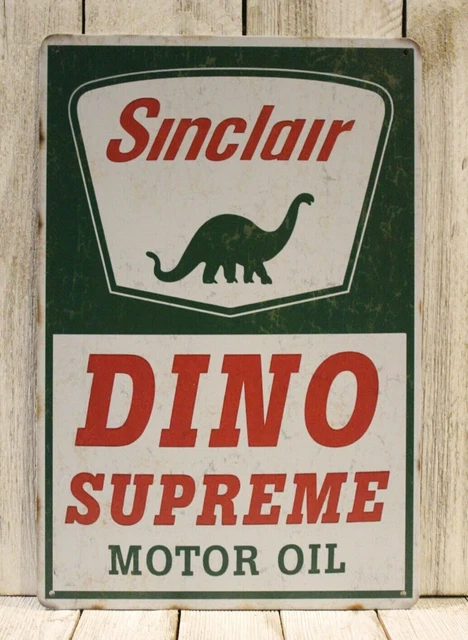 Sinclair
DINO
SUPREME
MOTOR OIL